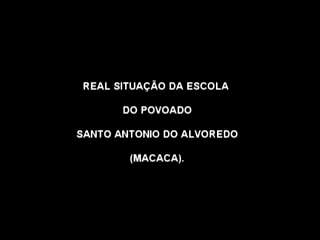 REAL SITUAÇÃO DA ESCOLA
DO POVOADO
SANTO ANTONIO DO ALVOREDO
(MACACA).